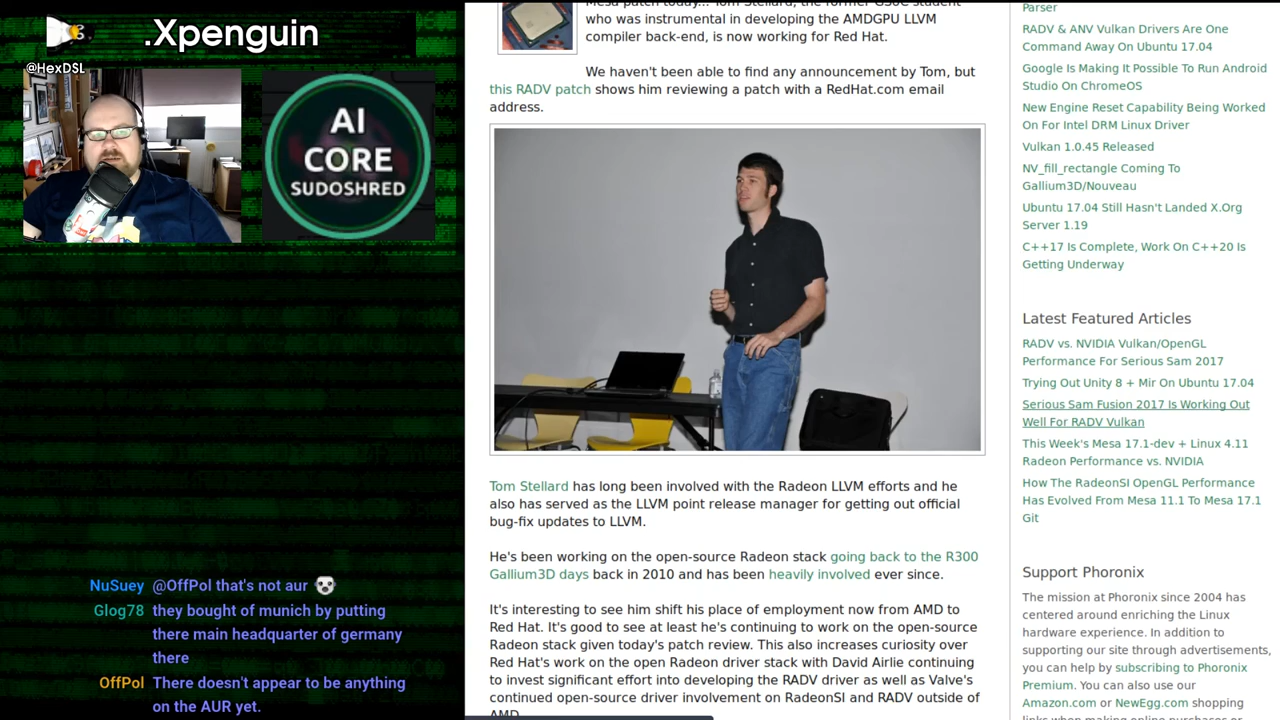 .Xpenguin
@HexDSL
AI
CORE
SUDOSHRED
NuSuey @OffPol that's not aur
Glog78 they bought of munich by putting
there main headquarter of germany
there
OffPol There doesn't appear to be anything
on the AUR yet.
who was instrumental in developing the AMDGPU LLVM
compiler back-end, is now working for Red Hat.
We haven't been able to find any announcement by Tom, but
this RADV patch shows him reviewing a patch with a RedHat.com email
address.
Tom Stellard has long been involved with the Radeon LLVM efforts and he
also has served as the LLVM point release manager for getting out official
bug-fix updates to LLVM.
He's been working on the open-source Radeon stack going back to the R300
Gallium3D days back in 2010 and has been heavily involved ever since.
It's interesting to see him shift his place of employment now from AMD to
Red Hat. It's good to see at least he's continuing to work on the open-source
Radeon stack given today's patch review. This also increases curiosity over
Red Hat's work on the open Radeon driver stack with David Airlie continuing
to invest significant effort into developing the RADV driver as well as Valve's
continued open-source driver involvement on RadeonSI and RADV outside of
AMD.
Parser
RADV & ANV Vulkan Drivers Are One
Command Away On Ubuntu 17.04
Google Is Making It Possible To Run Android
Studio On ChromeOS
New Engine Reset Capability Being Worked
On For Intel DRM Linux Driver
Vulkan 1.0.45 Released
NV_fill_rectangle Coming To
Gallium3D/Nouveau
Ubuntu 17.04 Still Hasn't Landed X.Org
Server 1.19
C++17 Is Complete, Work On C++20 Is
Getting Underway
Latest Featured Articles
RADV vs. NVIDIA Vulkan/OpenGL
Performance For Serious Sam 2017
Trying Out Unity 8 + Mir On Ubuntu 17.04
Serious Sam Fusion 2017 Is Working Out
Well For RADV Vulkan
This Week's Mesa 17.1-dev + Linux 4.11
Radeon Performance vs. NVIDIA
How The RadeonSI OpenGL Performance
Has Evolved From Mesa 11.1 To Mesa 17.1
Git
Support Phoronix
The mission at Phoronix since 2004 has
centered around enriching the Linux
hardware experience. In addition to
supporting our site through advertisements,
you can help by subscribing to Phoronix
Premium. You can also use our
Amazon.com or NewEgg.com shopping
links when making online purchases or